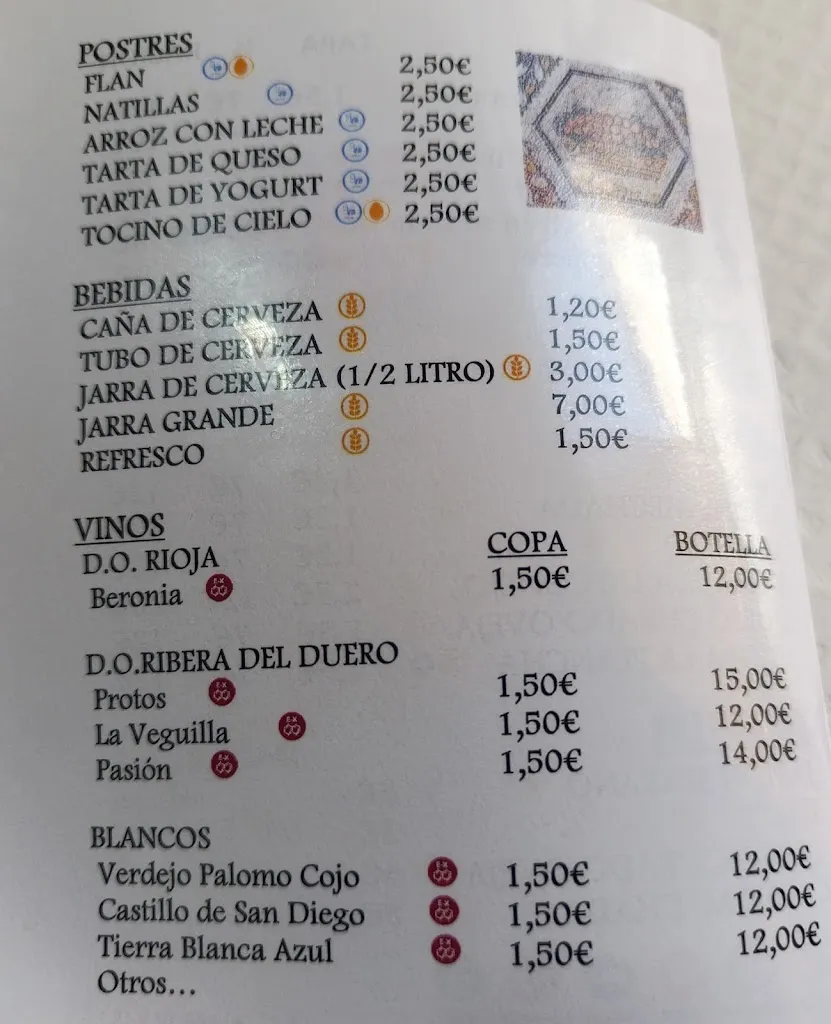 POSTRES
FLAN 2,50€
NATILLAS 2,50€
ARROZ CON LECHE 2,50€
TARTA DE QUESO 2,50€
TARTA DE YOGURT 2,50€
TOCINO DE CIELO 2,50€
BEBIDAS
CAÑA DE CERVEZA 1,20€
TUBO DE CERVEZA 1,50€
JARRA DE CERVEZA (1/2 LITRO) 3,00€
JARRA GRANDE 7,00€
REFRESCO 1,50€
VINOS COPA BOTELLA
D.O. RIOJA
Beronia 1,50€ 12,00€
D.O.RIBERA DEL DUERO
Protos 1,50€ 15,00€
La Veguilla 1,50€ 12,00€
Pasión 1,50€ 14,00€
BLANCOS
Verdejo Palomo Cojo 1,50€ 12,00€
Castillo de San Diego 1,50€ 12,00€
Tierra Blanca Azul 1,50€ 12,00€
Otros...